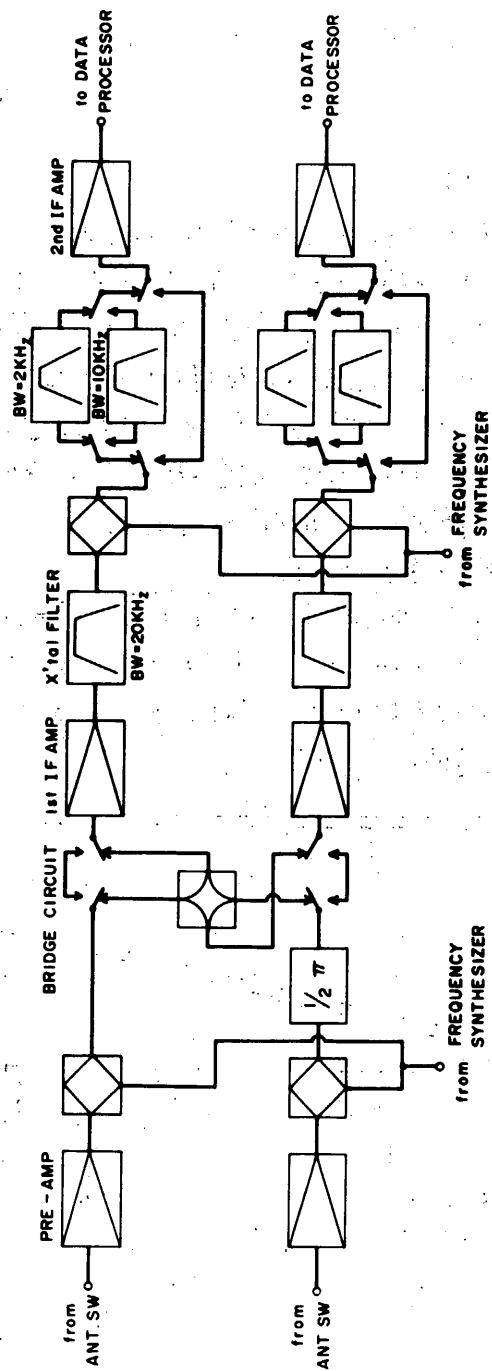 from
ANT. SW
PRE-AMP
BRIDGE CIRCUIT
1st IF AMP
X'tal FILTER
BW=20KHz
BW=2KHz
BW=10KHz
2nd IF AMP
to DATA
PROCESSOR
from
ANT SW
1/2 π
from FREQUENCY
SYNTHESIZER
from FREQUENCY
SYNTHESIZER
to DATA
PROCESSOR